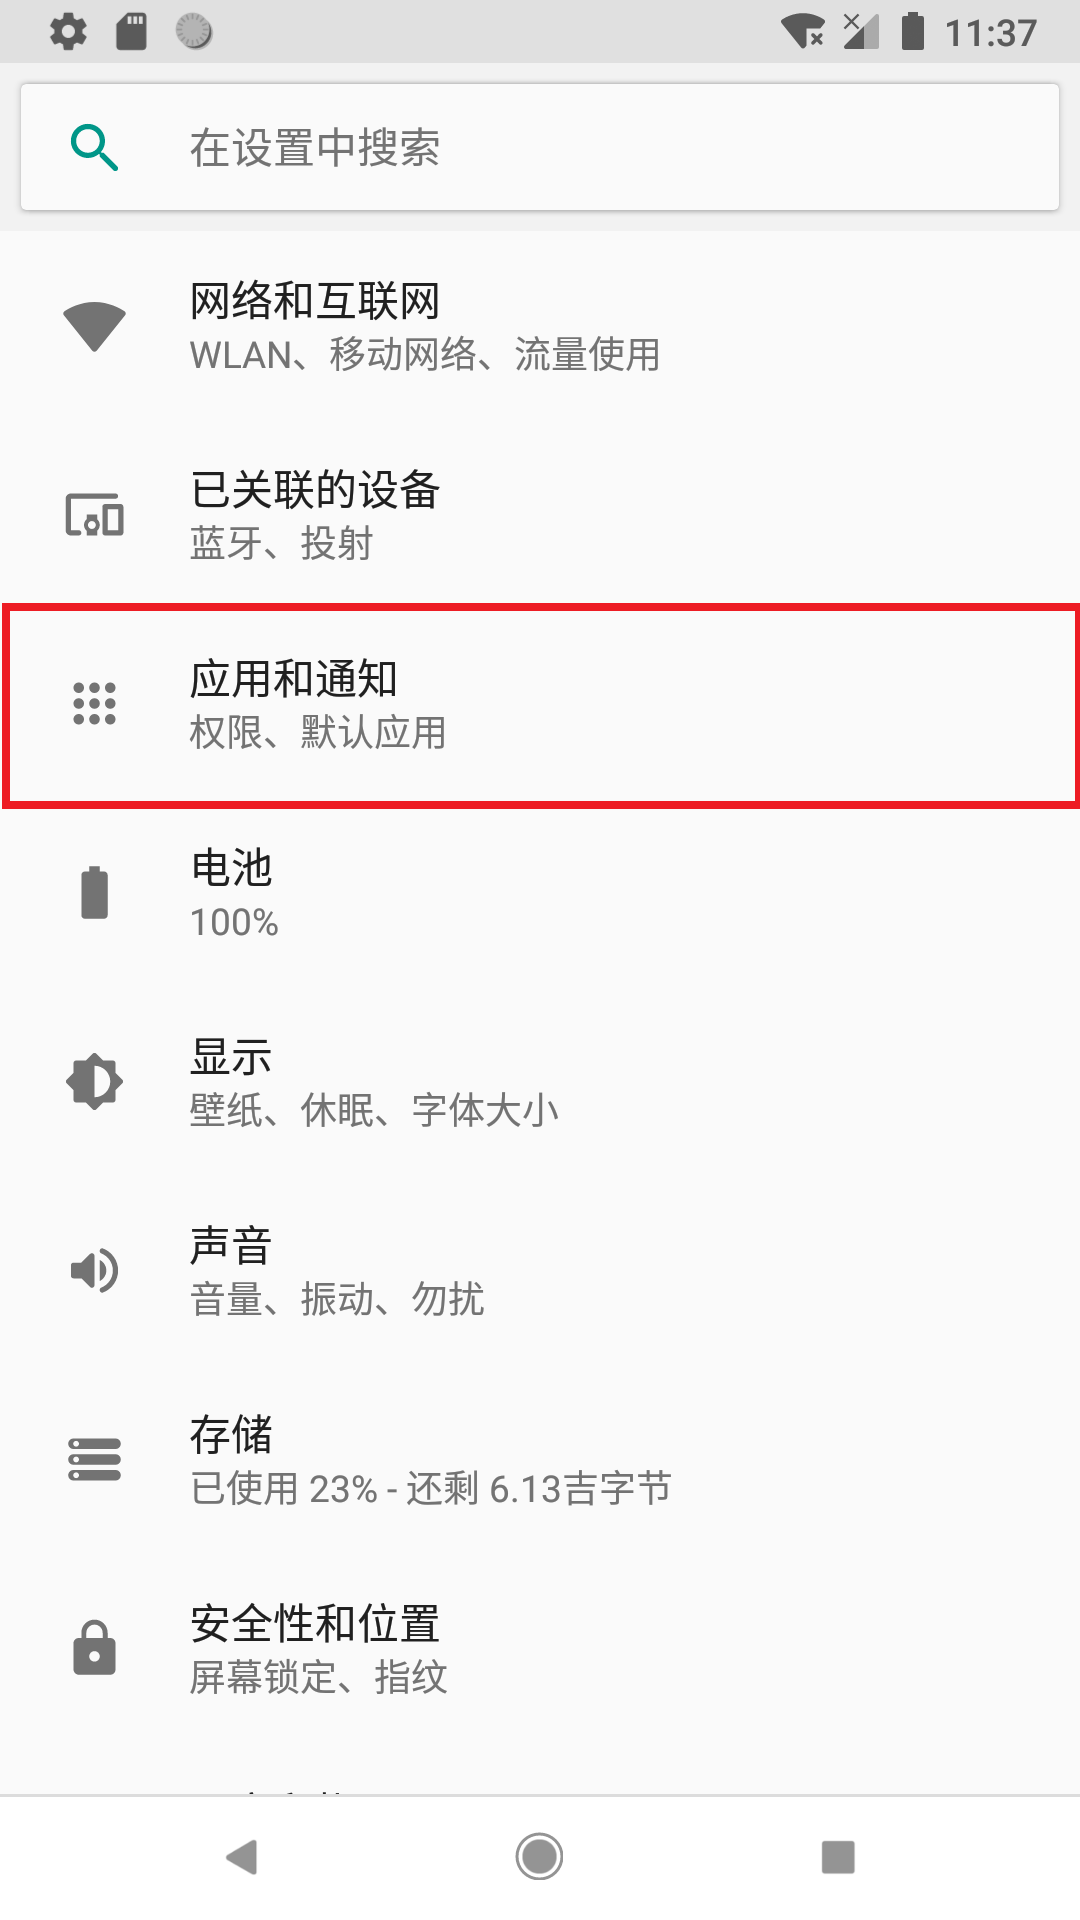 11:37
在设置中搜索
网络和互联网
WLAN、移动网络、流量使用
已关联的设备
蓝牙、投射
应用和通知
权限、默认应用
电池
100%
显示
壁纸、休眠、字体大小
声音
音量、振动、勿扰
存储
已使用 23% - 还剩 6.13吉字节
安全性和位置
屏幕锁定、指纹